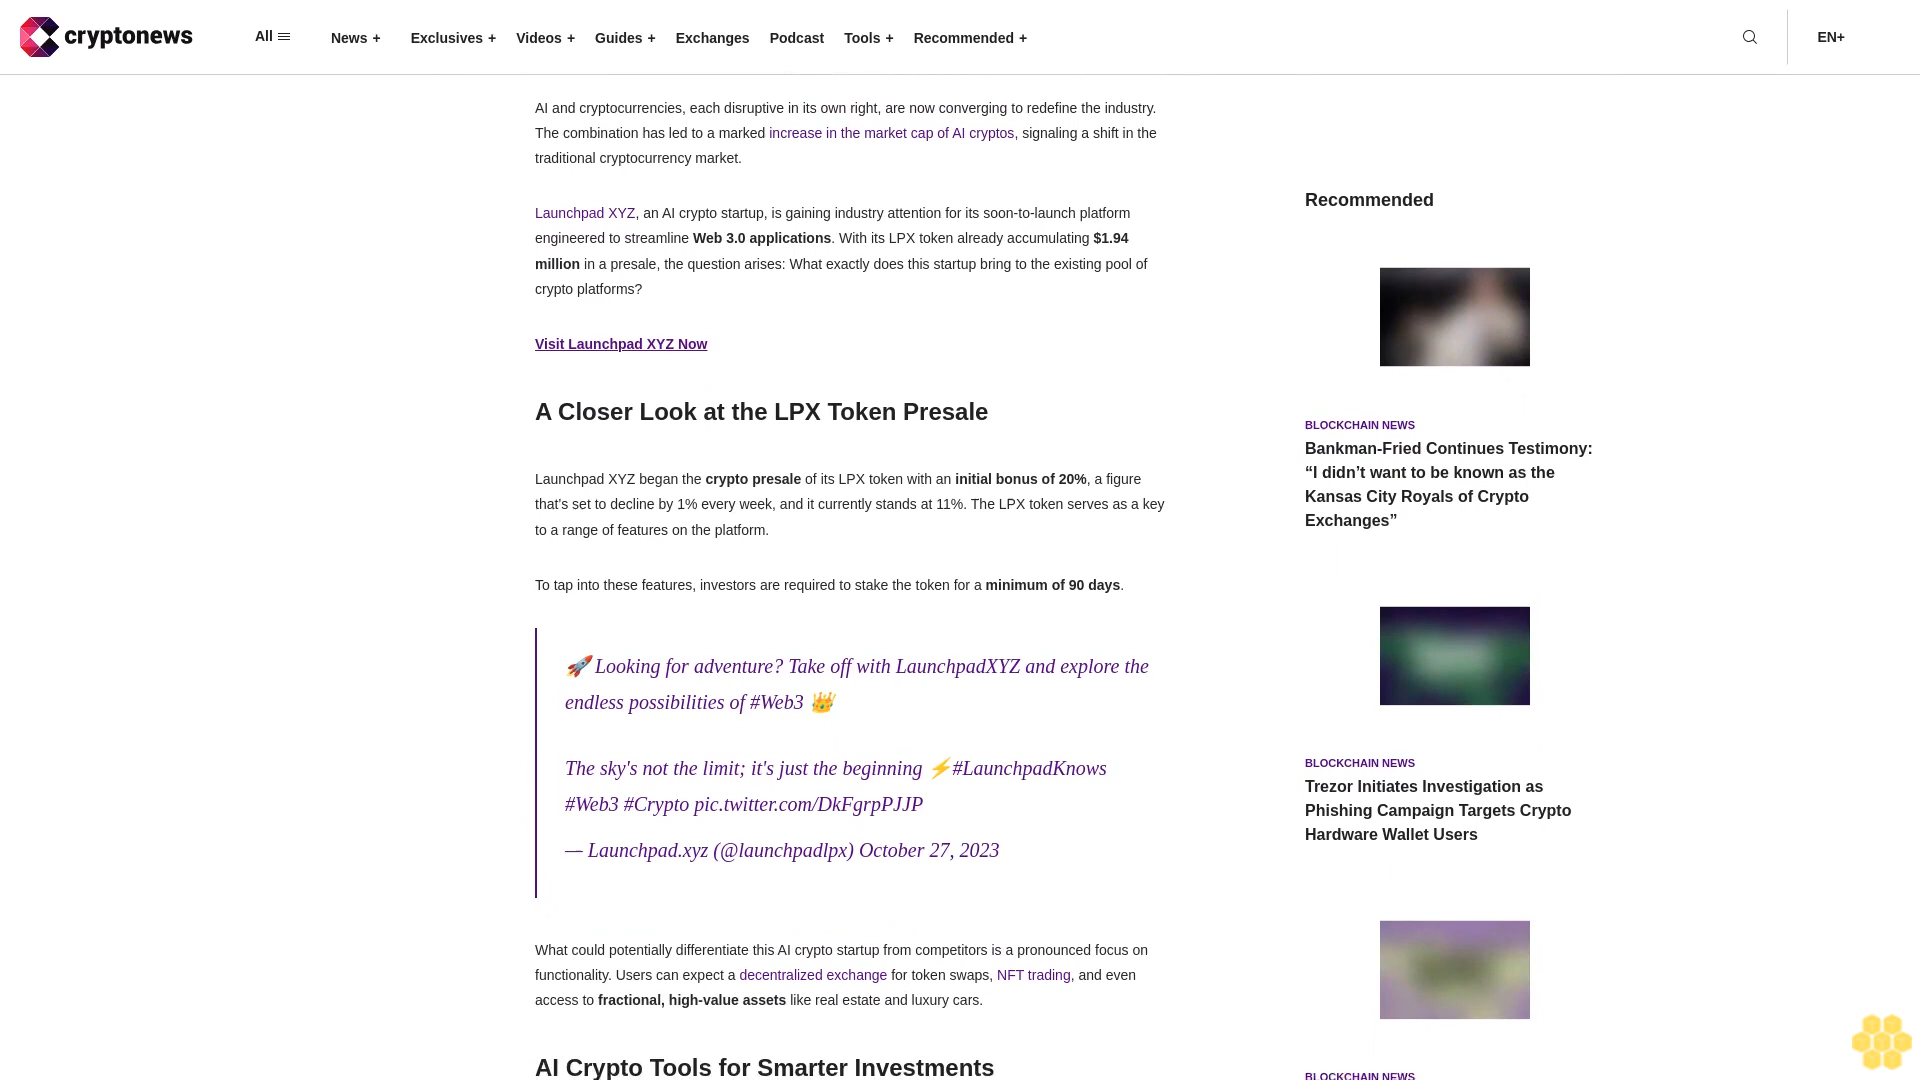 cryptonews
All
News +
Exclusives +
Videos +
Guides +
Exchanges
Podcast
Tools +
Recommended +
EN+
AI and cryptocurrencies, each disruptive in its own right, are now converging to redefine the industry.
The combination has led to a marked increase in the market cap of AI cryptos, signaling a shift in the
traditional cryptocurrency market.
Launchpad XYZ, an AI crypto startup, is gaining industry attention for its soon-to-launch platform
engineered to streamline Web 3.0 applications. With its LPX token already accumulating $1.94
million in a presale, the question arises: What exactly does this startup bring to the existing pool of
crypto platforms?
Visit Launchpad XYZ Now
A Closer Look at the LPX Token Presale
Launchpad XYZ began the crypto presale of its LPX token with an initial bonus of 20%, a figure
that’s set to decline by 1% every week, and it currently stands at 11%. The LPX token serves as a key
to a range of features on the platform.
To tap into these features, investors are required to stake the token for a minimum of 90 days.
🚀Looking for adventure? Take off with LaunchpadXYZ and explore the
endless possibilities of #Web3 👑
The sky's not the limit; it's just the beginning ⚡#LaunchpadKnows
#Web3 #Crypto pic.twitter.com/DkFgrpPJJP
— Launchpad.xyz (@launchpadlpx) October 27, 2023
What could potentially differentiate this AI crypto startup from competitors is a pronounced focus on
functionality. Users can expect a decentralized exchange for token swaps, NFT trading, and even
access to fractional, high-value assets like real estate and luxury cars.
AI Crypto Tools for Smarter Investments
Recommended
BLOCKCHAIN NEWS
Bankman-Fried Continues Testimony:
“I didn’t want to be known as the
Kansas City Royals of Crypto
Exchanges”
BLOCKCHAIN NEWS
Trezor Initiates Investigation as
Phishing Campaign Targets Crypto
Hardware Wallet Users
BLOCKCHAIN NEWS